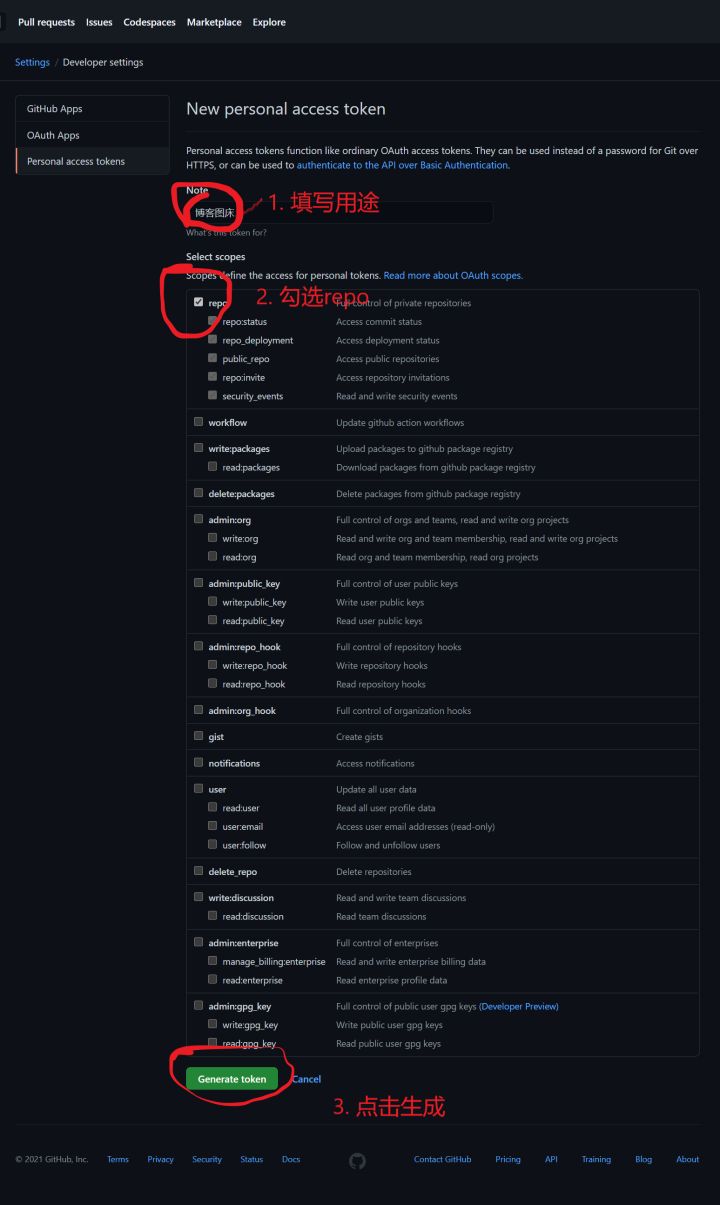 Pull requests Issues Codespaces Marketplace Explore
Settings / Developer settings
GitHub Apps
OAuth Apps
Personal access tokens
New personal access token
Personal access tokens function like ordinary OAuth access tokens. They can be used instead of a password for Git over
HTTPS, or can be used to authenticate to the API over Basic Authentication.
Note
博客图床
1. 填写用途
What's this token for?
Select scopes
Scopes define the access for personal tokens. Read more about OAuth scopes.
2. 勾选repo
repo Full control of private repositories
repo:status Access commit status
repo_deployment Access deployment status
public_repo Access public repositories
repo:invite Access repository invitations
security_events Read and write security events
workflow Update github action workflows
write:packages Upload packages to github package registry
read:packages Download packages from github package registry
delete:packages Delete packages from github package registry
admin:org Full control of orgs and teams, read and write org projects
write:org Read and write org and team membership, read and write org projects
read:org Read org and team membership, read org projects
admin:public_key Full control of user public keys
write:public_key Write user public keys
read:public_key Read user public keys
admin:repo_hook Full control of repository hooks
write:repo_hook Write repository hooks
read:repo_hook Read repository hooks
admin:org_hook Full control of organization hooks
gist Create gists
notifications Access notifications
user Update all user data
read:user Read all user profile data
user:email Access user email addresses (read-only)
user:follow Follow and unfollow users
delete_repo Delete repositories
write:discussion Read and write team discussions
read:discussion Read team discussions
admin:enterprise Full control of enterprises
manage_billing:enterprise Read and write enterprise billing data
read:enterprise Read enterprise profile data
admin:gpg_key Full control of public user gpg keys (Developer Preview)
write:gpg_key Write public user gpg keys
read:gpg_key Read public user gpg keys
Generate token Cancel
3. 点击生成
© 2021 GitHub, Inc. Terms Privacy Security Status Docs Contact GitHub Pricing API Training Blog About